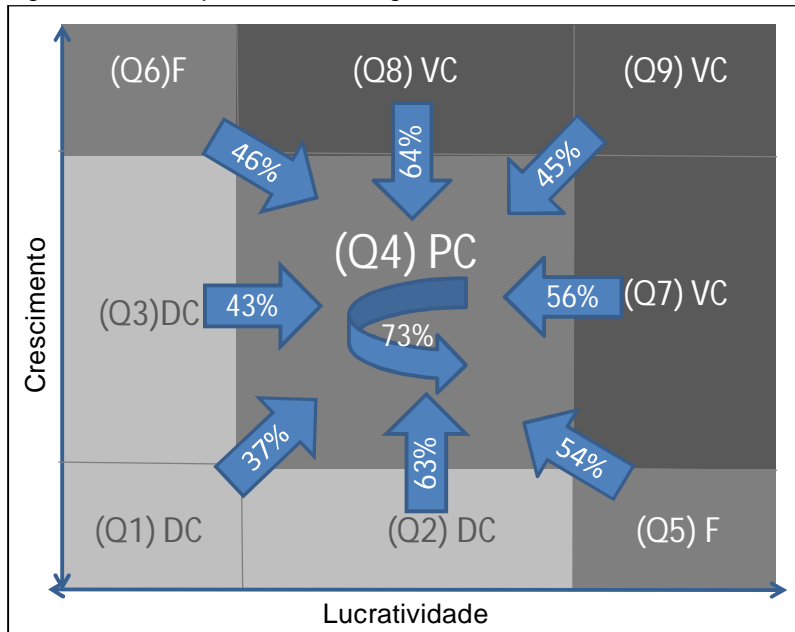 (Q6)F
(Q8) VC
(Q9) VC
46%
64%
45%
(Q4) PC
(Q3)DC
43%
73%
56%
(Q7) VC
37%
63%
54%
(Q1) DC
(Q2) DC
(Q5) F
Crescimento
Lucratividade